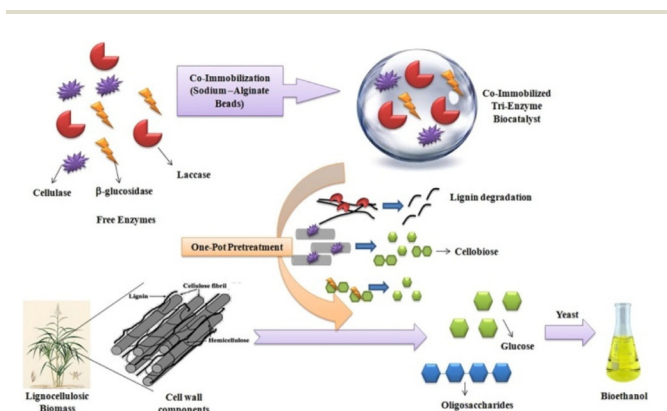 Co-Immobilization
(Sodium –Alginate
Beads)
Co-Immobilized
Tri-Enzyme
Biocatalyst
Laccase
Cellulase
β-glucosidase
Free Enzymes
Lignin degradation
One-Pot Pretreatment
Cellobiose
Cellulose fibril
Lignin
Hemicellulose
Yeast
Glucose
Lignocellulosic
Biomass
Cell wall
components
Oligosaccharides
Bioethanol